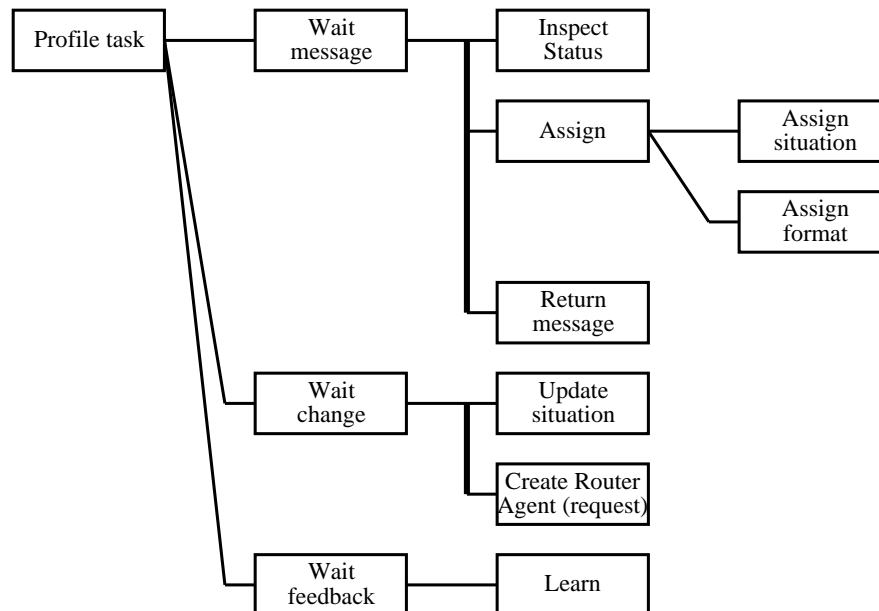 Profile task
Wait
message
Inspect
Status
Assign
Assign
situation
Assign
format
Return
message
Wait
change
Update
situation
Create Router
Agent (request)
Wait
feedback
Learn